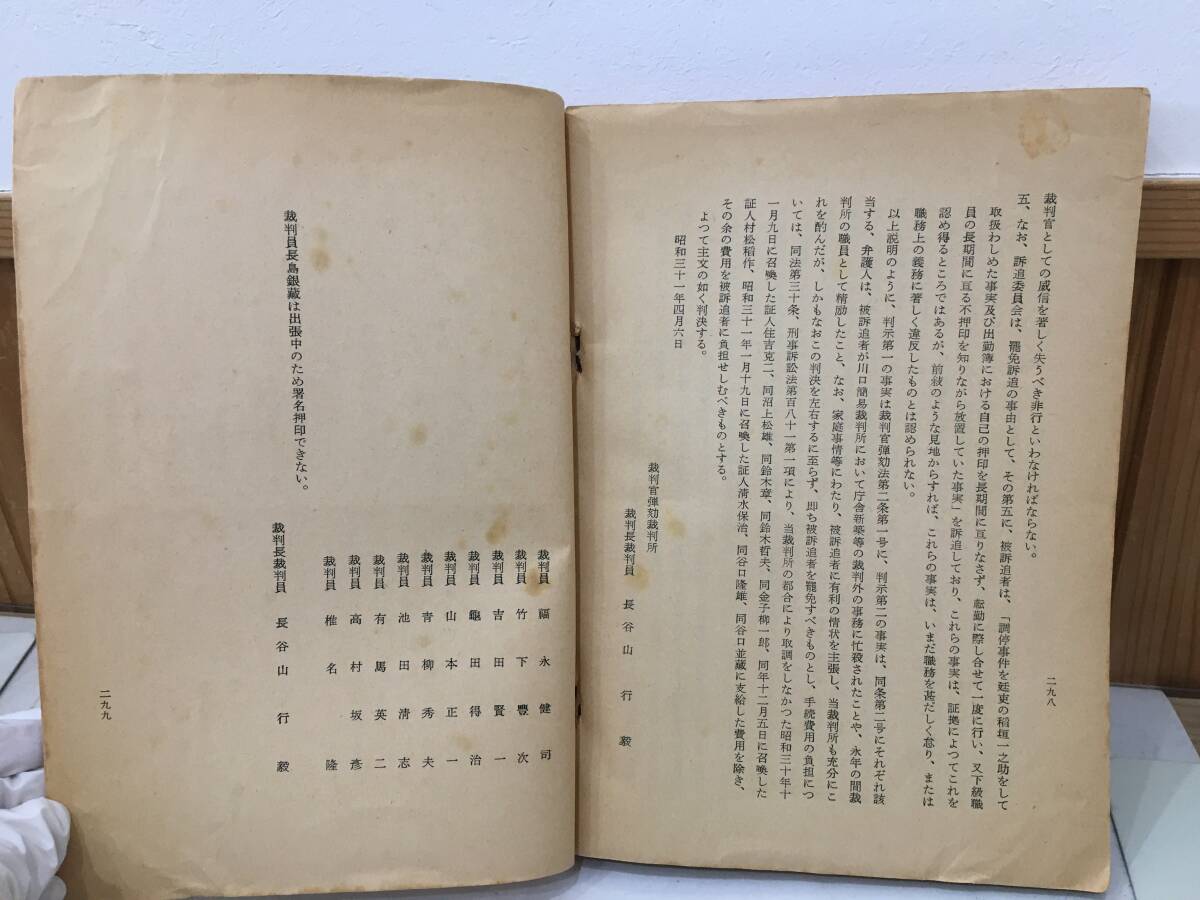 裁判官としての威信を著しく失うべき非行といわなければならない。
五、なお、訴追委員会は、罷免訴追の事由として、その第五に、被訴追者は、「調停事件を廷吏の稲垣一之助をして
取扱わしめた事実及び出勤簿における自己の押印を長期間に亘りなさず、転勤に際し合せて一度に行い、又下級職
員の長期間に亘る不押印を知りながら放置していた事実」を訴追しており、これらの事実は、証拠によつてこれを
認め得るところではあるが、前敍のような見地からすれば、これらの事実は、いまだ職務を甚だしく怠り、または
職務上の義務に著しく違反したものとは認められない。
以上説明のように、判示第一の事実は裁判官弾劾法第二条第一号に、判示第二の事実は、同条第二号にそれぞれ該
当する、弁護人は、被訴追者が川口簡易裁判所において庁舎新築等の裁判外の事務に忙殺されたことや、永年の間裁
判所の職員として精励したこと、なお、家庭事情等にわたり、被訴追者に有利の情状を主張し、当裁判所も充分にこ
れを酌んだが、しかもなおこの判決を左右するに至らず、即ち被訴追者を罷免すべきものとし、手続費用の負担につ
いては、同法第三十条、刑事訴訟法第百八十一第一項により、当裁判所の都合により取調をしなかつた昭和三十年十
一月九日に召喚した証人住吉克二、同沼上松雄、同鈴木章、同鈴木哲夫、同金子柳一郎、同年十二月五日に召喚した
証人村松稲作、昭和三十一年一月十九日に召喚した証人清水保治、同谷口隆雄、同谷口並蔵に支給した費用を除き、
その余の費用を被訴追者に負担せしむべきものとする。
よつて主文の如く判決する。
昭和三十一年四月六日
裁判官弾劾裁判所
裁判長裁判員 長谷山行毅
二九八
裁判員 福永健司
裁判員 竹下豊次
裁判員 吉田賢一
裁判員 亀田得治
裁判員 山本正一
裁判員 青柳秀夫
裁判員 池田清志
裁判員 有馬英二
裁判員 高村坂彦
裁判員 椎名隆
裁判員長島銀蔵は出張中のため署名押印できない。
裁判長裁判員 長谷山行毅
二九九